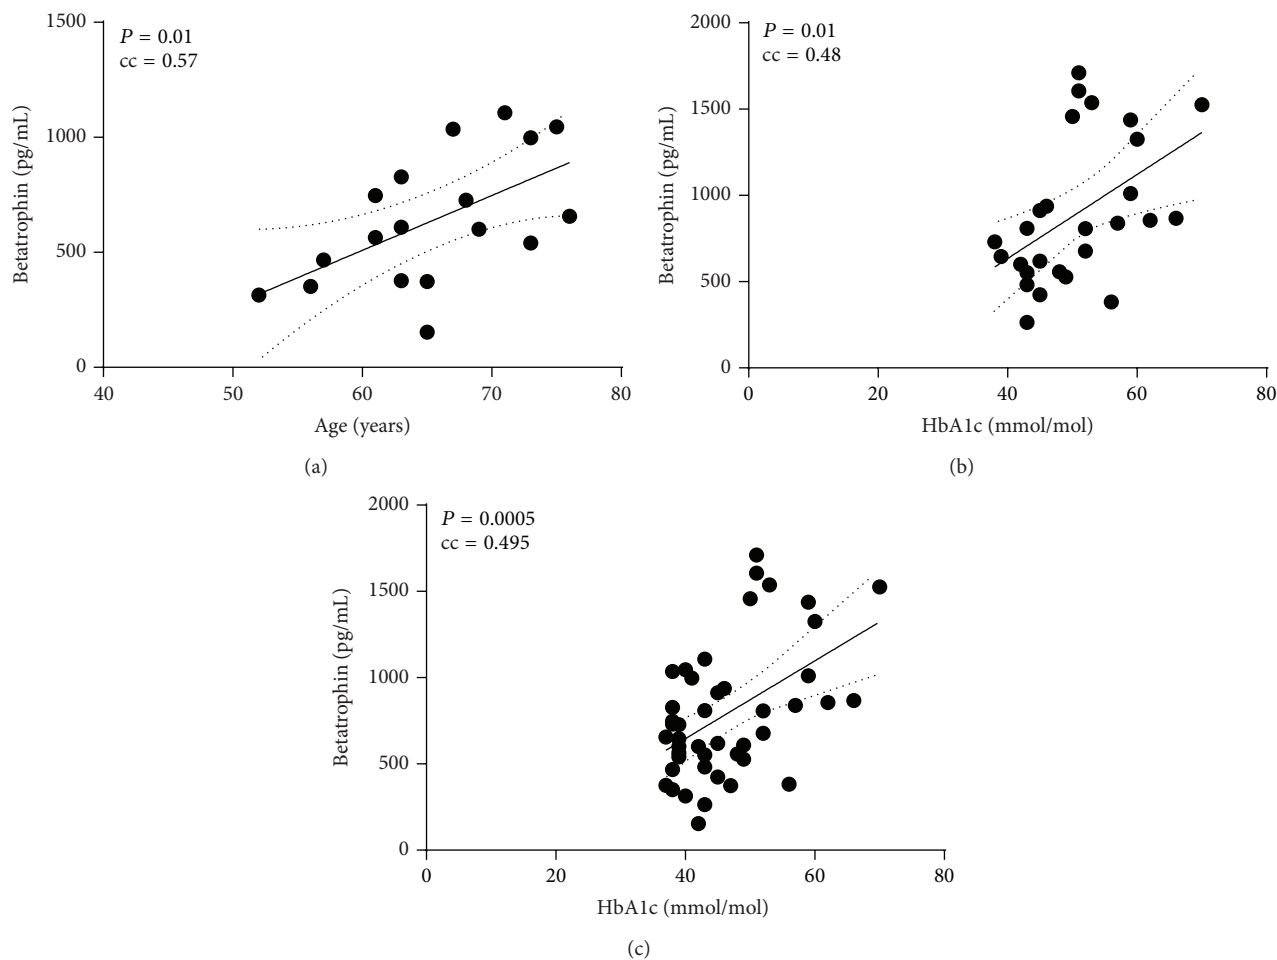 1500
1000
500
0
Betatrophin (pg/mL)
P = 0.01
cc = 0.57
40 50 60 70 80
Age (years)
(a)
2000
1500
1000
500
0
Betatrophin (pg/mL)
P = 0.01
cc = 0.48
0 20 40 60 80
HbA1c (mmol/mol)
(b)
2000
1500
1000
500
0
Betatrophin (pg/mL)
P = 0.0005
cc = 0.495
0 20 40 60 80
HbA1c (mmol/mol)
(c)